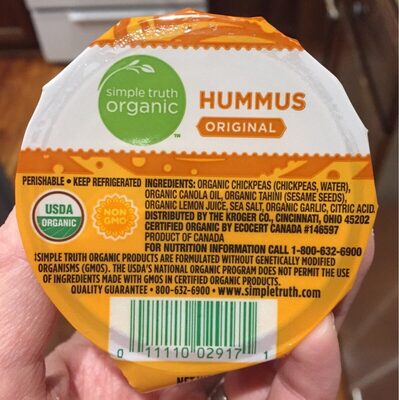 simple truth
organic
™
HUMMUS
ORIGINAL
PERISHABLE • KEEP REFRIGERATED
INGREDIENTS: ORGANIC CHICKPEAS (CHICKPEAS, WATER),
ORGANIC CANOLA OIL, ORGANIC TAHINI (SESAME SEEDS),
ORGANIC LEMON JUICE, SEA SALT, ORGANIC GARLIC, CITRIC ACID.
DISTRIBUTED BY THE KROGER CO., CINCINNATI, OHIO 45202
CERTIFIED ORGANIC BY ECOCERT CANADA #146597
PRODUCT OF CANADA
FOR NUTRITION INFORMATION CALL 1-800-632-6900
USDA
ORGANIC
NON
GMO‡
‡SIMPLE TRUTH ORGANIC PRODUCTS ARE FORMULATED WITHOUT GENETICALLY MODIFIED
ORGANISMS (GMOS). THE USDA'S NATIONAL ORGANIC PROGRAM DOES NOT PERMIT THE USE
OF INGREDIENTS MADE WITH GMOS IN CERTIFIED ORGANIC PRODUCTS.
QUALITY GUARANTEE • 800-632-6900 • www.simpletruth.com
0 11110 02917 1